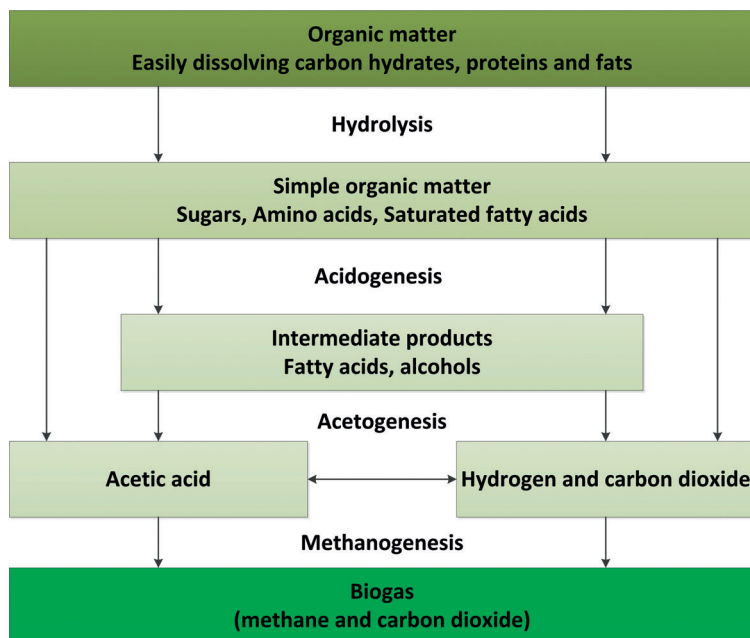 Organic matter
Easily dissolving carbon hydrates, proteins and fats
Hydrolysis
Simple organic matter
Sugars, Amino acids, Saturated fatty acids
Acidogenesis
Intermediate products
Fatty acids, alcohols
Acetogenesis
Acetic acid
Hydrogen and carbon dioxide
Methanogenesis
Biogas
(methane and carbon dioxide)